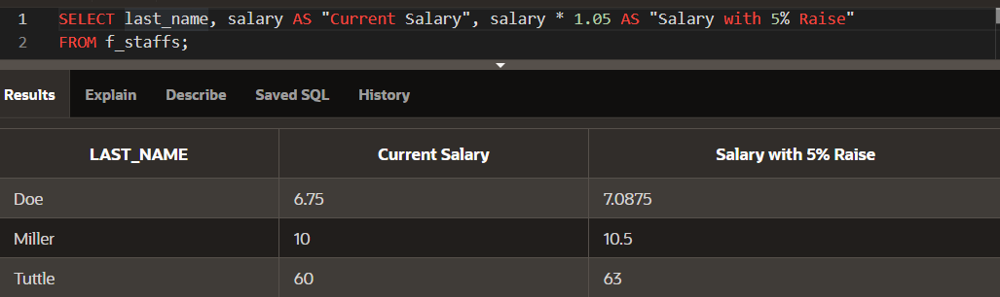 1 SELECT last_name, salary AS "Current Salary", salary * 1.05 AS "Salary with 5% Raise"
2 FROM f_staffs;
Results Explain Describe Saved SQL History
LAST_NAME Current Salary Salary with 5% Raise
Doe 6.75 7.0875
Miller 10 10.5
Tuttle 60 63